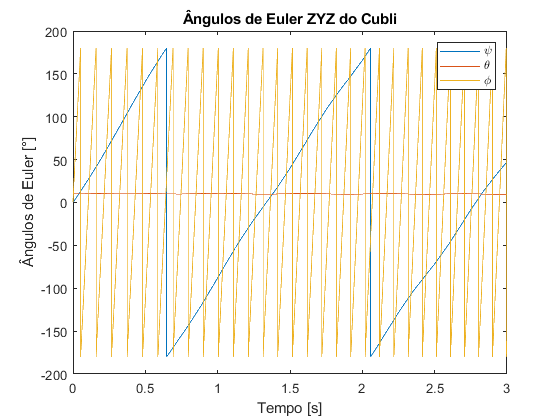 Ângulos de Euler ZYZ do Cubli
Ângulos de Euler [°]
200
150
100
50
0
-50
-100
-150
-200
ψ
θ
ϕ
0
0.5
1
1.5
2
2.5
3
Tempo [s]